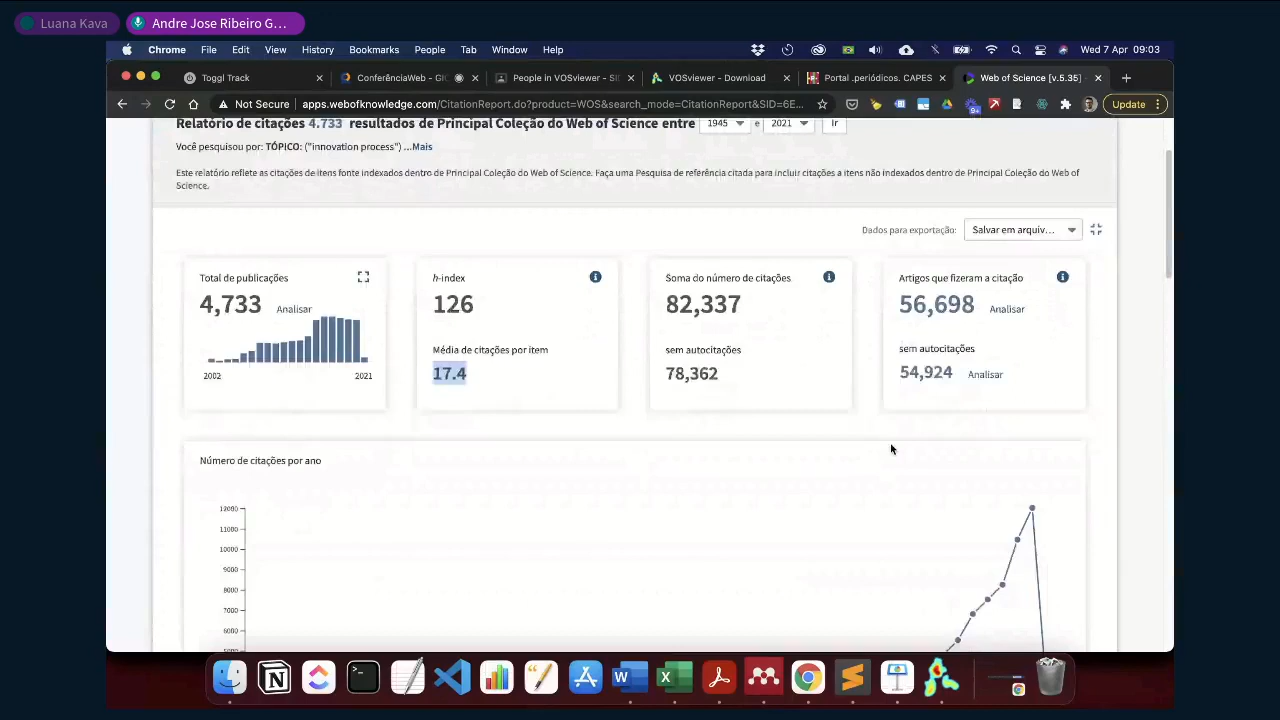 Luana Kava
Andre Jose Ribeiro G...
Chrome File Edit View History Bookmarks People Tab Window Help
Wed 7 Apr 09:03
Toggl Track
ConferênciaWeb - Gl
People in VOSviewer - SI
VOSviewer - Download
Portal .periódicos. CAPES
Web of Science [v.5.35] -
Not Secure apps.webofknowledge.com/CitationReport.do?product=WOS&search_mode=CitationReport&SID=6E...
9+
Update
Relatório de citações 4.733 resultados de Principal Coleção do Web of Science entre 1945 e 2021 Ir
Você pesquisou por: TÓPICO: ("innovation process") ...Mais
Este relatório reflete as citações de itens fonte indexados dentro de Principal Coleção do Web of Science. Faça uma Pesquisa de referência citada para incluir citações a itens não indexados dentro de Principal Coleção do Web of
Science.
Dados para exportação: Salvar em arquiv...
Total de publicações
4,733 Analisar
2002 2021
h-index
126
Média de citações por item
17.4
Soma do número de citações
82,337
sem autocitações
78,362
Artigos que fizeram a citação
56,698 Analisar
sem autocitações
54,924 Analisar
Número de citações por ano
12000
11000
10000
9000
8000
7000
6000